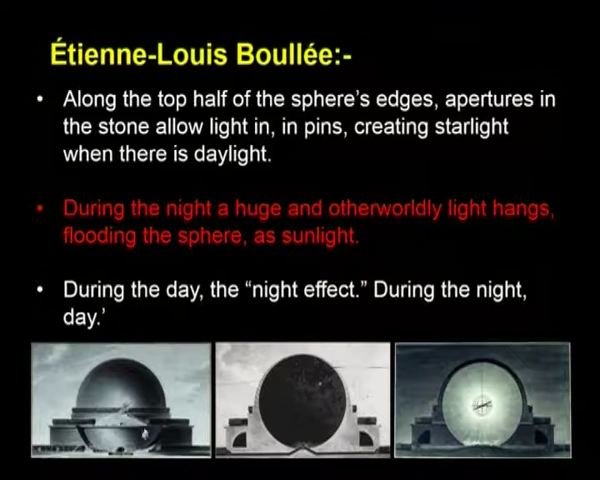 Étienne-Louis Boullée:-
• Along the top half of the sphere's edges, apertures in
the stone allow light in, in pins, creating starlight
when there is daylight.
• During the night a huge and otherworldly light hangs,
flooding the sphere, as sunlight.
• During the day, the “night effect.” During the night,
day.’